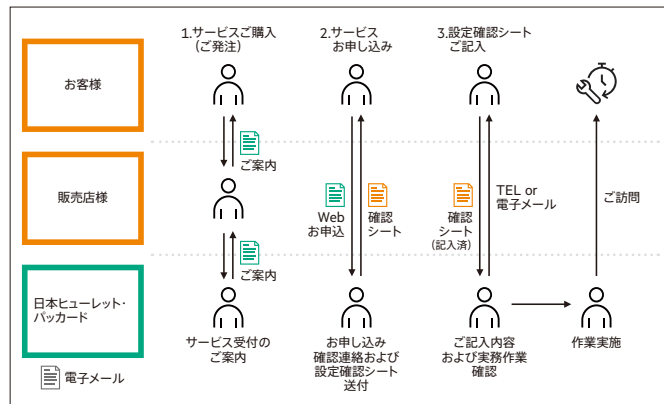 1.サービスご購入
(ご発注)
2.サービス
お申し込み
3.設定確認シート
ご記入
お客様
ご案内
販売店様
Web
お申込
確認
シート
確認
シート
(記入済)
TEL or
電子メール
ご訪問
ご案内
日本ヒューレット・
パッカード
サービス受付の
ご案内
お申し込み
確認連絡および
設定確認シート
送付
ご記入内容
および実務作業
確認
作業実施
電子メール